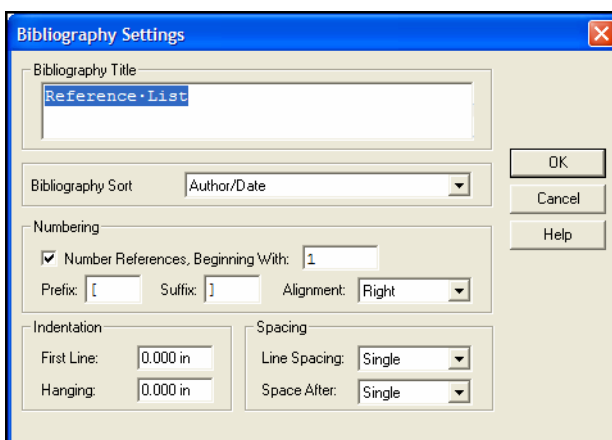 Bibliography Settings
Bibliography Title
Reference·List
OK
Bibliography Sort Author/Date
Cancel
Numbering
Help
Number References, Beginning With: 1
Prefix: [ Suffix: ] Alignment: Right
Indentation Spacing
First Line: 0.000 in Line Spacing: Single
Hanging: 0.000 in Space After: Single